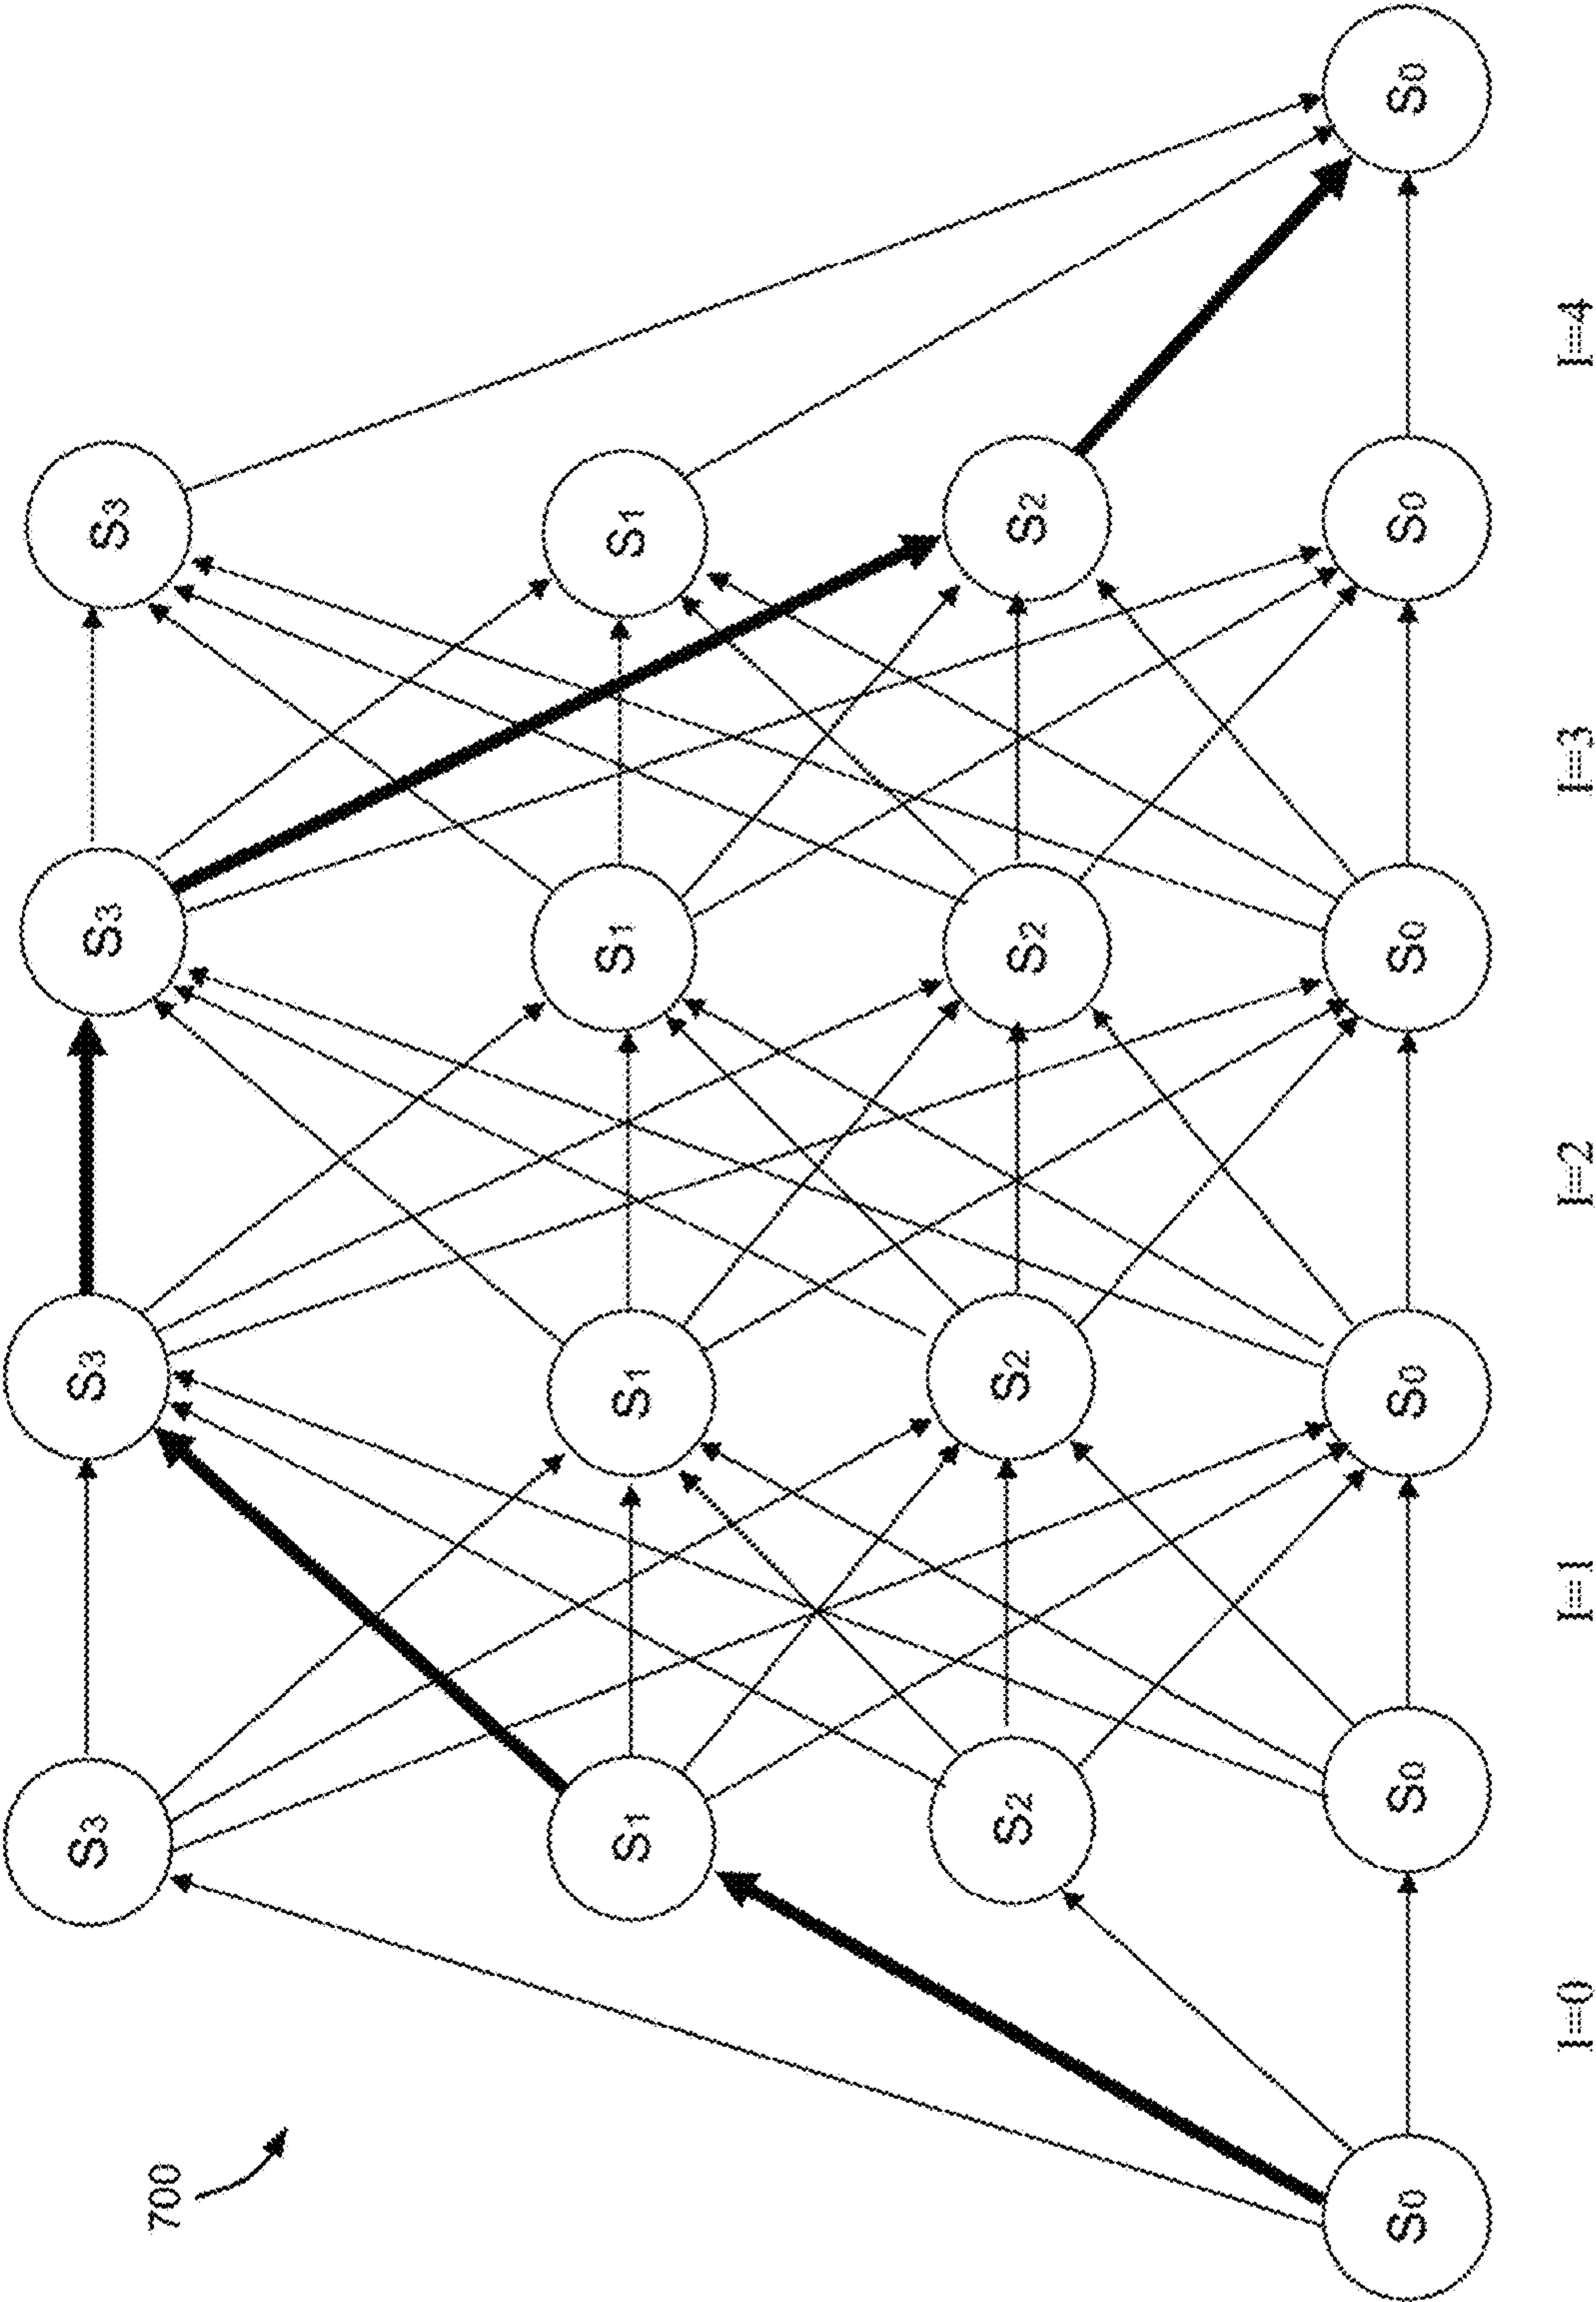 S3 S3 S3 S3
700
S1 S1 S1 S1
S2 S2 S2 S2
S0 S0 S0 S0 S0 S0
I=0 I=1 I=2 I=3 I=4